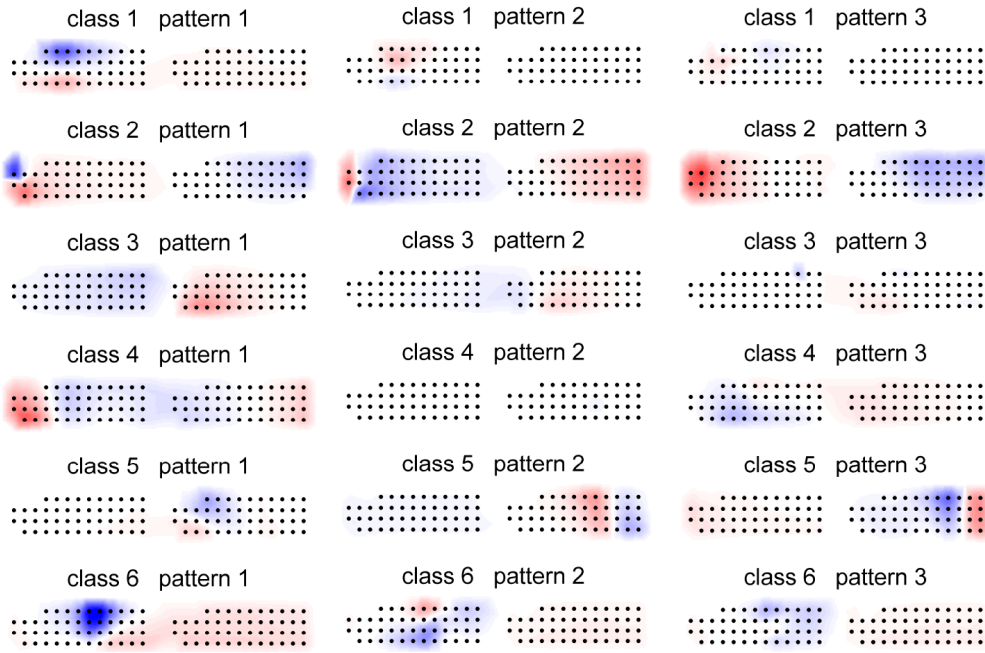 class 1 pattern 1 class 1 pattern 2 class 1 pattern 3
class 2 pattern 1 class 2 pattern 2 class 2 pattern 3
class 3 pattern 1 class 3 pattern 2 class 3 pattern 3
class 4 pattern 1 class 4 pattern 2 class 4 pattern 3
class 5 pattern 1 class 5 pattern 2 class 5 pattern 3
class 6 pattern 1 class 6 pattern 2 class 6 pattern 3